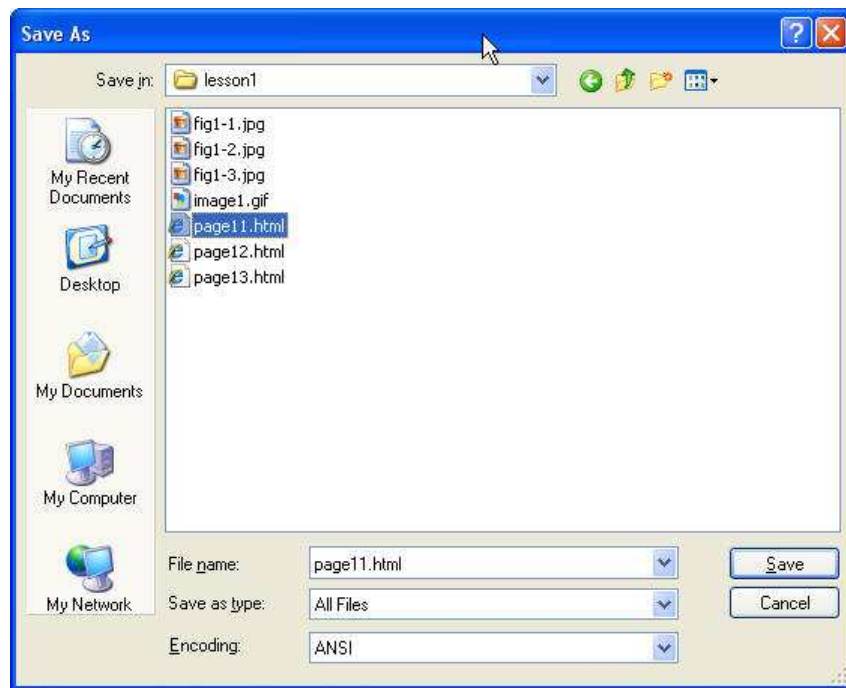 Save As
Save in:
lesson1
My Recent
Documents
Desktop
My Documents
My Computer
My Network
fig1-1.jpg
fig1-2.jpg
fig1-3.jpg
image1.gif
page11.html
page12.html
page13.html
File name:
page11.html
Save
Save as type:
All Files
Cancel
Encoding:
ANSI